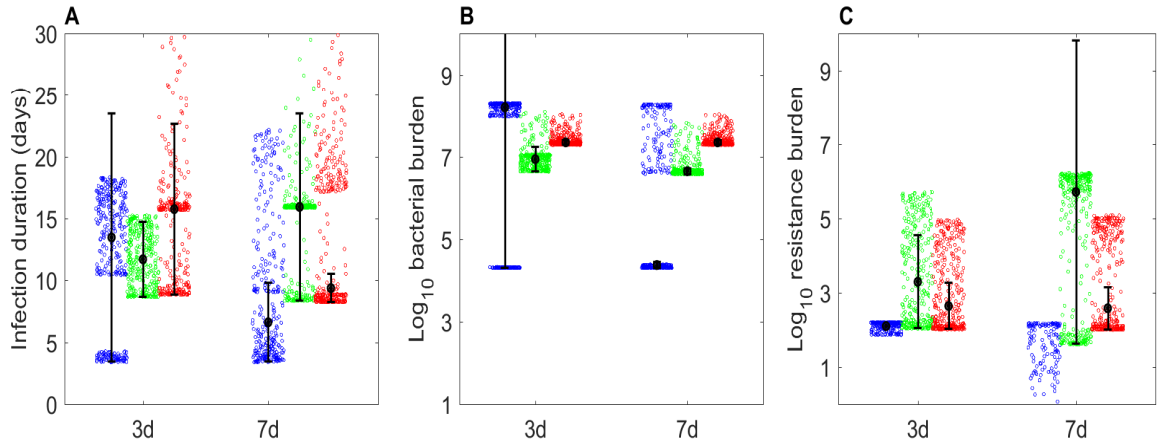 A
B
C
Infection duration (days)
30
25
20
15
10
5
0
3d
7d
Log10 bacterial burden
9
7
5
3
1
3d
7d
Log10 resistance burden
9
7
5
3
1
3d
7d